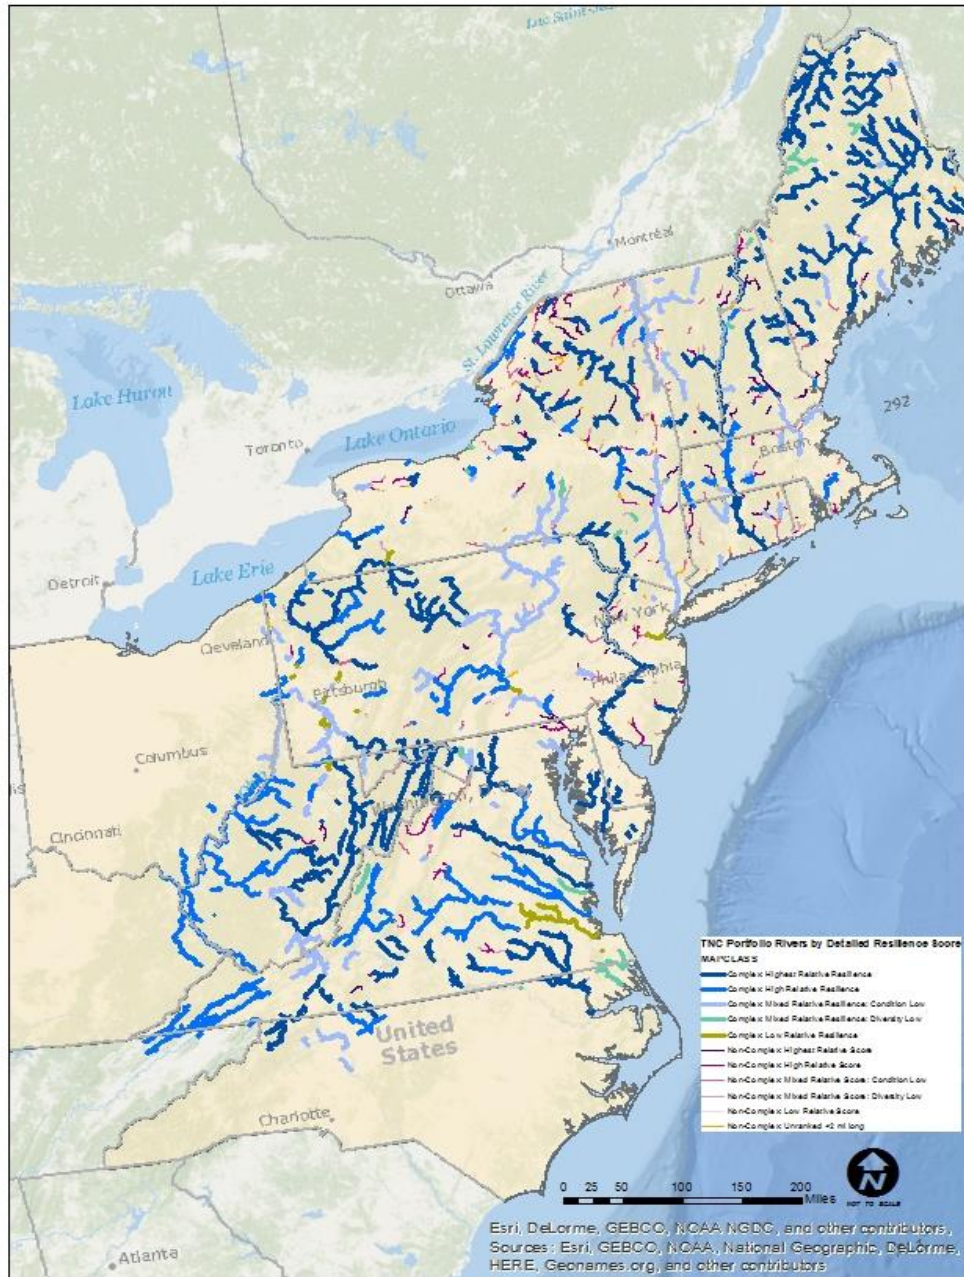 Lac Saint-
Montréal
Ottawa
St. Lawrence River
Lake Huron
292
Toronto
Lake Ontario
Boston
Detroit
Lake Erie
New York
Cleveland
Philadelphia
Pittsburgh
Columbus
Washington,
Cincinnati
TNC Portfolio Rivers by Detailed Resilience Score
MAPCLASS
Complex: Highest Relative Resilience
Complex: High Relative Resilience
Complex: Mixed Relative Resilience: Condition Low
Complex: Mixed Relative Resilience: Diversity Low
Complex: Low Relative Resilience
Non-Complex: Highest Relative Score
Non-Complex: High Relative Score
Non-Complex: Mixed Relative Score: Condition Low
Non-Complex: Mixed Relative Score: Diversity Low
Non-Complex: Low Relative Score
Non-Complex: Unranked <2 mi long
United
States
Charlotte
N
NOT TO SCALE
0 25 50 100 150 200
Miles
Atlanta
Esri, DeLorme, GEBCO, NOAA NGDC, and other contributors,
Sources: Esri, GEBCO, NOAA, National Geographic, DeLorme,
HERE, Geonames.org, and other contributors